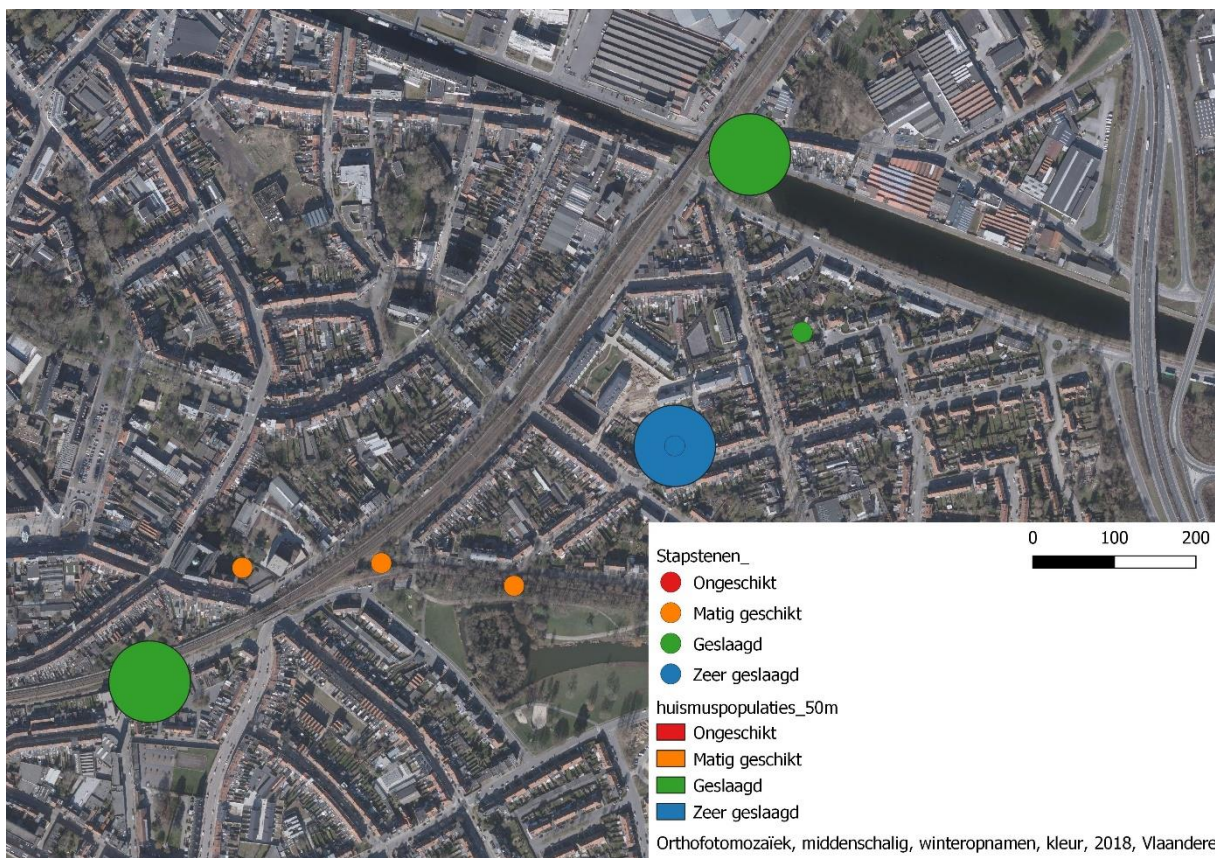 Stapstenen_
Ongeschikt
Matig geschikt
Geslaagd
Zeer geslaagd
huismuspopulaties_50m
Ongeschikt
Matig geschikt
Geslaagd
Zeer geslaagd
0 100 200
Orthofotomozaïek, middenschalig, winteropnamen, kleur, 2018, Vlaandere